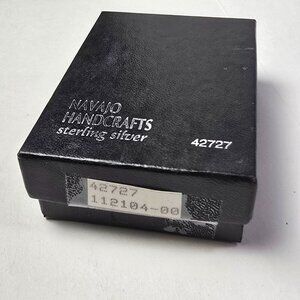 NAVAJO
HANDCRAFTS
sterling silver
42727
42727
112104-00